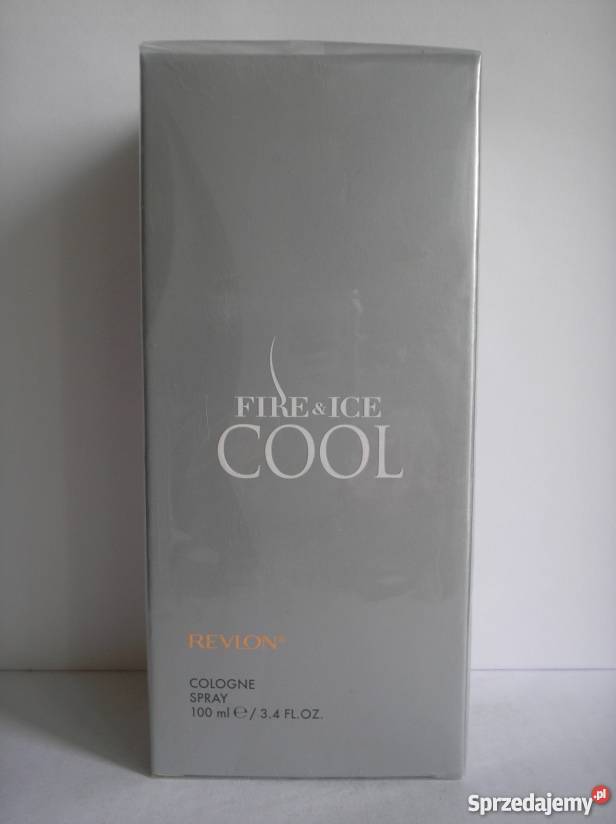 FIRE & ICE
COOL
REVLON®
COLOGNE
SPRAY
100 ml ℮ / 3.4 FL.OZ.
Sprzedajemy.pl